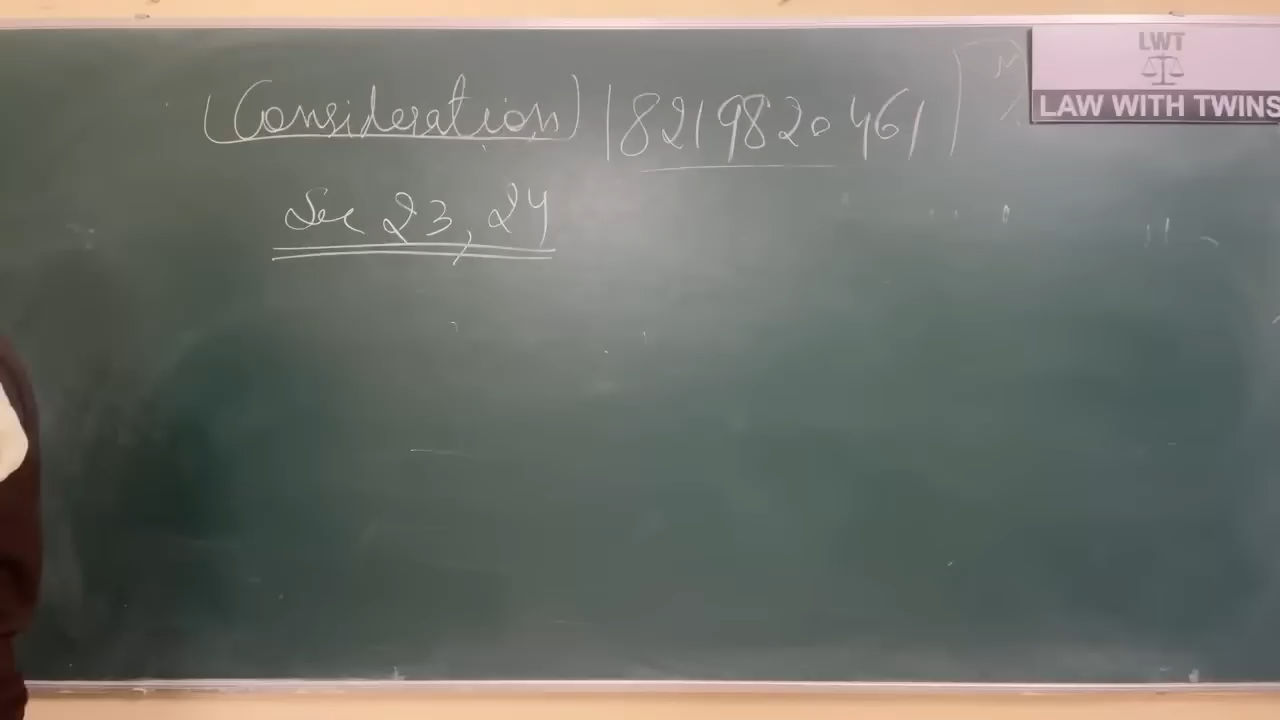 (Consideration) | 8219820461 )
Sec 23, 24
LWT
LAW WITH TWINS